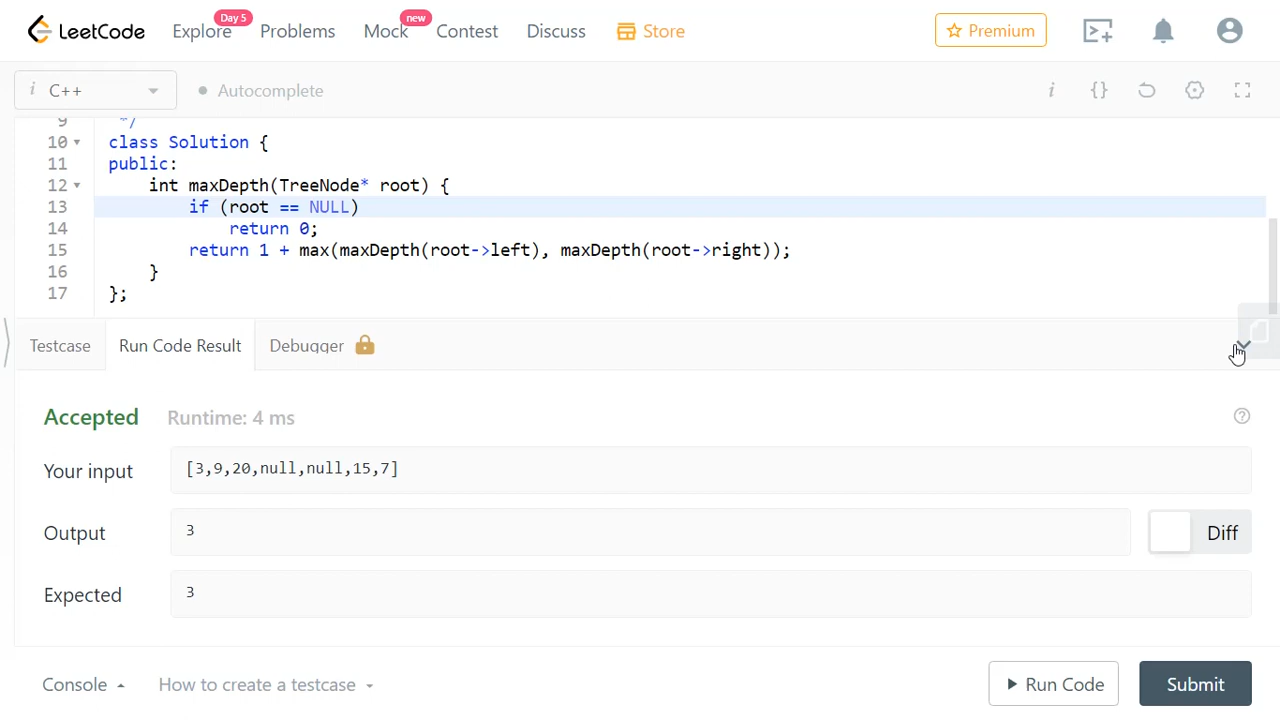 LeetCode
Explore Day 5
Problems
Mock new
Contest
Discuss
Store
Premium
i C++
Autocomplete
i {}
9 */
10 class Solution {
11 public:
12 int maxDepth(TreeNode* root) {
13 if (root == NULL)
14 return 0;
15 return 1 + max(maxDepth(root->left), maxDepth(root->right));
16 }
17 };
Testcase
Run Code Result
Debugger
Accepted
Runtime: 4 ms
?
Your input
[3,9,20,null,null,15,7]
Output
3
Diff
Expected
3
Console
How to create a testcase
Run Code
Submit